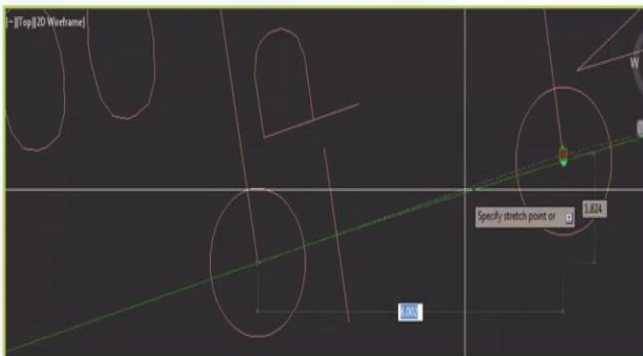 [-][Top][2D Wireframe]
W
Specify stretch point or
1.824